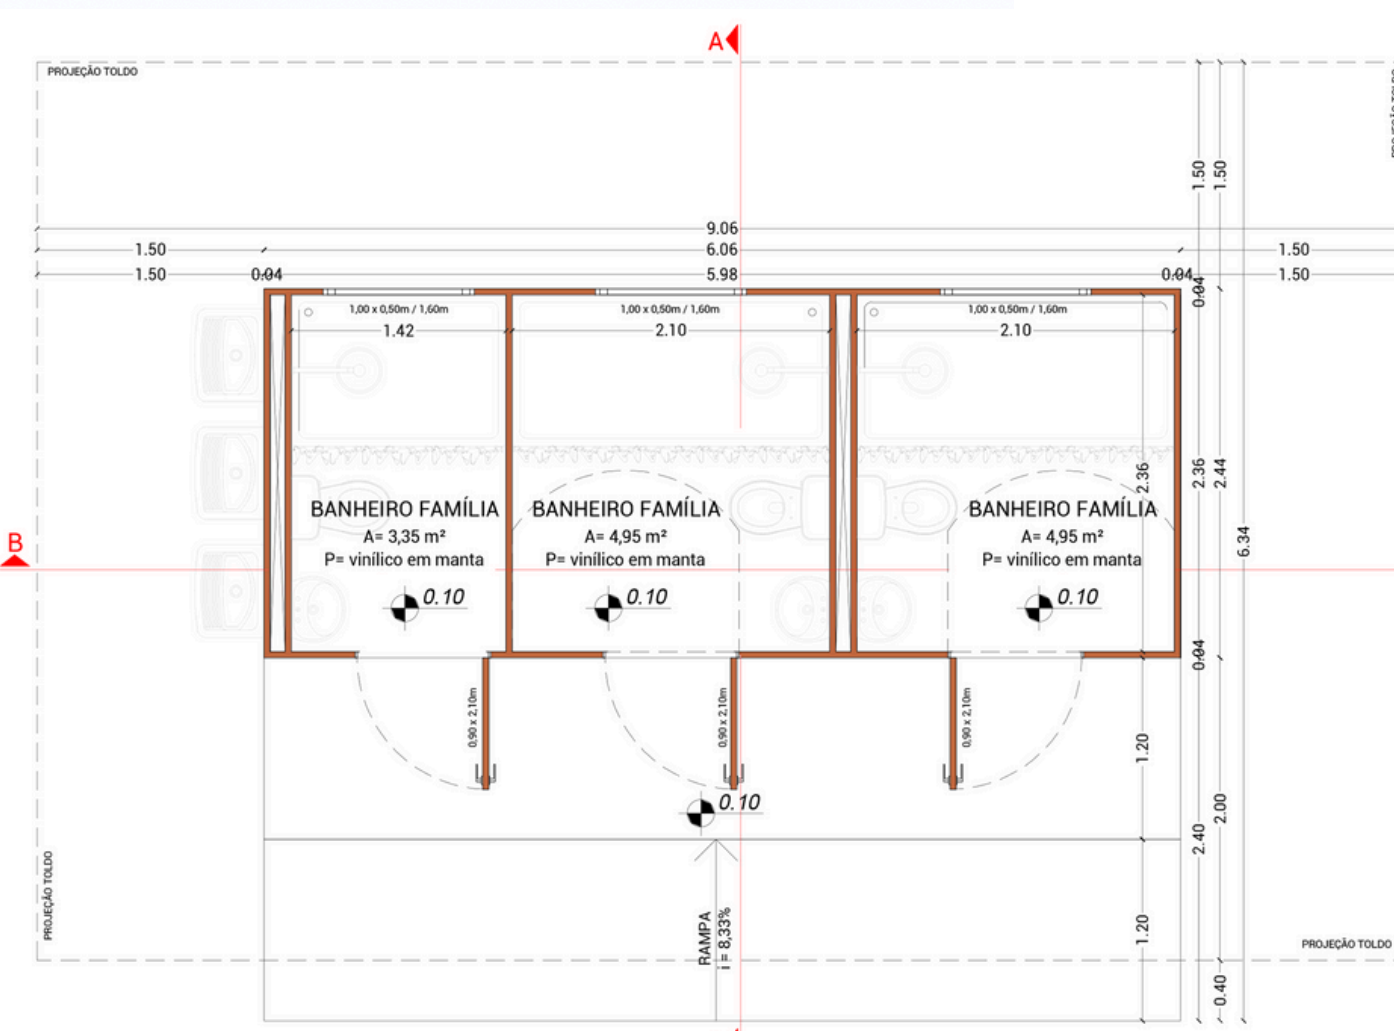 A
PROJEÇÃO TOLDO
1.50
1.50
9.06
1.50
6.06
1.50
1.50
0.04
5.98
0.04
1.50
0.04
1,00 x 0,50m / 1,60m
1,00 x 0,50m / 1,60m
1,00 x 0,50m / 1,60m
1.42
2.10
2.10
2.36
2.36
2.44
BANHEIRO FAMÍLIA
A= 3,35 m²
P= vinílico em manta
0.10
BANHEIRO FAMÍLIA
A= 4,95 m²
P= vinílico em manta
0.10
BANHEIRO FAMÍLIA
A= 4,95 m²
P= vinílico em manta
0.10
6.34
B
0.04
0,90 x 2,10m
0,90 x 2,10m
0,90 x 2,10m
1.20
0.10
2.00
2.40
PROJEÇÃO TOLDO
RAMPA
i = 8,33%
1.20
PROJEÇÃO TOLDO
0.40